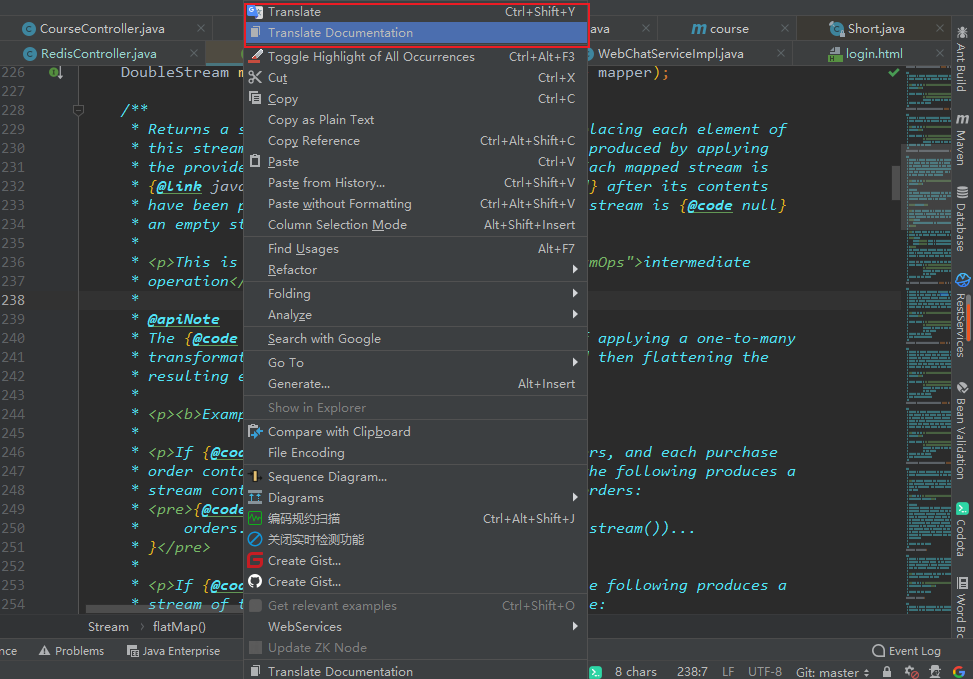 CourseController.java
ava
course
Short.java
RedisController.java
WebChatServiceImpl.java
login.html
Translate Ctrl+Shift+Y
Translate Documentation
Toggle Highlight of All Occurrences Ctrl+Alt+F3
Cut Ctrl+X
Copy Ctrl+C
Copy as Plain Text
Copy Reference Ctrl+Alt+Shift+C
Paste Ctrl+V
Paste from History... Ctrl+Shift+V
Paste without Formatting Ctrl+Alt+Shift+V
Column Selection Mode Alt+Shift+Insert
Find Usages Alt+F7
Refactor
Folding
Analyze
Search with Google
Go To
Generate... Alt+Insert
Show in Explorer
Compare with Clipboard
File Encoding
Sequence Diagram...
Diagrams
编码规约扫描 Ctrl+Alt+Shift+J
关闭实时检测功能
Create Gist...
Create Gist...
Get relevant examples Ctrl+Shift+O
WebServices
Update ZK Node
Translate Documentation
226 DoubleStream mapper);
227
228 /**
229 * Returns a s lacing each element of
230 * this stream produced by applying
231 * the provide ach mapped stream is
232 * {@link java } after its contents
233 * have been p stream is {@code null}
234 * an empty st
235 *
236 * <p>This is mOps">intermediate
237 * operation</
238 *
239 * @apiNote
240 * The {@code applying a one-to-many
241 * transformat then flattening the
242 * resulting e
243 *
244 * <p><b>Examp
245 *
246 * <p>If {@cod rs, and each purchase
247 * order conta he following produces a
248 * stream cont rders:
249 * <pre>{@code
250 * orders. stream())...
251 * }</pre>
252 *
253 * <p>If {@cod e following produces a
254 * stream of t e:
Stream flatMap()
nce Problems Java Enterprise Event Log
8 chars 238:7 LF UTF-8 Git: master
Ant Build
Maven
Database
RestServices
Bean Validation
Codota
Word Bo